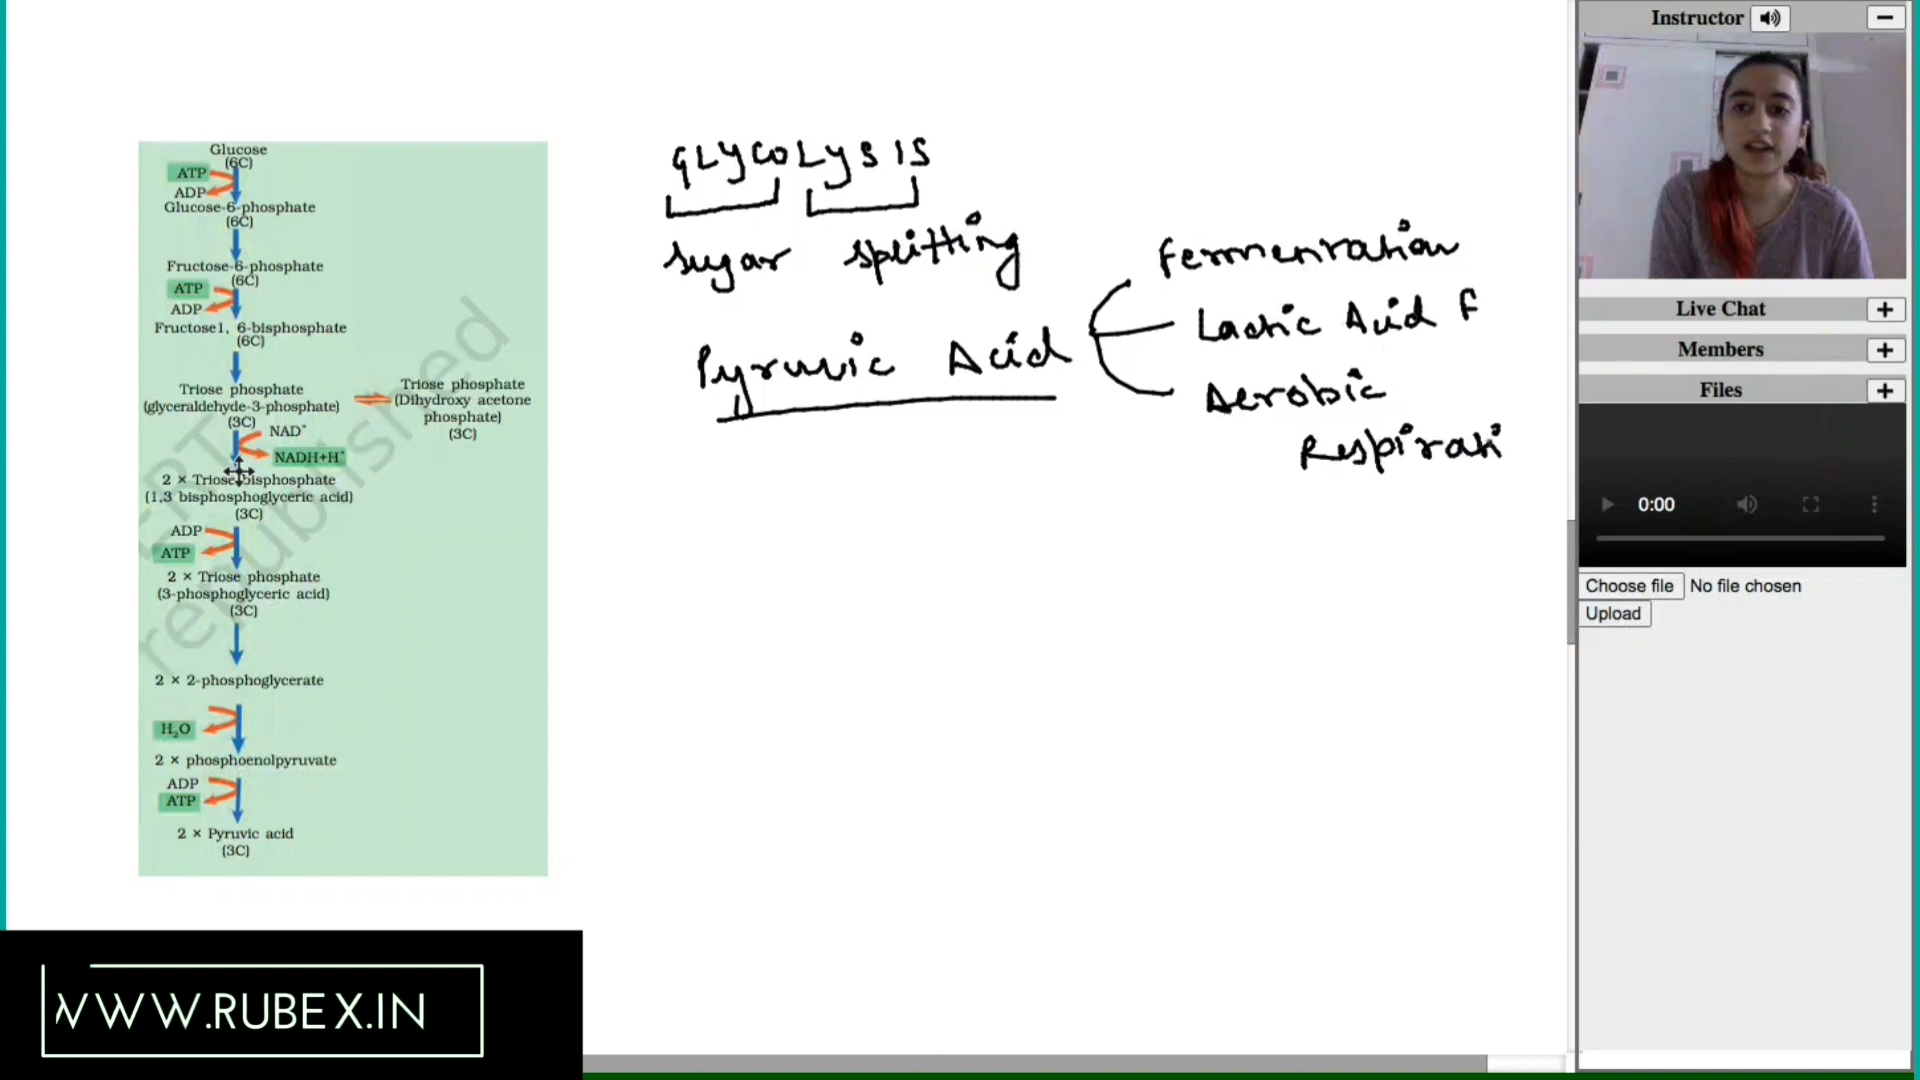 Glucose
(6C)
ATP
ADP
Glucose-6-phosphate
(6C)
Fructose-6-phosphate
(6C)
ATP
ADP
Fructose1, 6-bisphosphate
(6C)
Triose phosphate
(glyceraldehyde-3-phosphate)
(3C)
Triose phosphate
(Dihydroxy acetone
phosphate)
(3C)
NAD+
NADH+H+
2 × Triose bisphosphate
(1,3 bisphosphoglyceric acid)
(3C)
ADP
ATP
2 × Triose phosphate
(3-phosphoglyceric acid)
(3C)
2 × 2-phosphoglycerate
H2O
2 × phosphoenolpyruvate
ADP
ATP
2 × Pyruvic acid
(3C)
republished
GLYCOLYSIS
sugar splitting
Pyruvic Acid
Fermenration
Lactic Acid F
Aerobic
Respirati
Instructor
Live Chat
Members
Files
0:00
Choose file No file chosen
Upload
WWW.RUBEX.IN